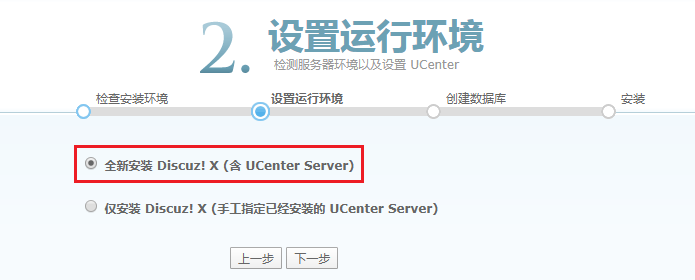 2. 设置运行环境
检测服务器环境以及设置 UCenter
检查安装环境 设置运行环境 创建数据库 安装
全新安装 Discuz! X (含 UCenter Server)
仅安装 Discuz! X (手工指定已经安装的 UCenter Server)
上一步 下一步